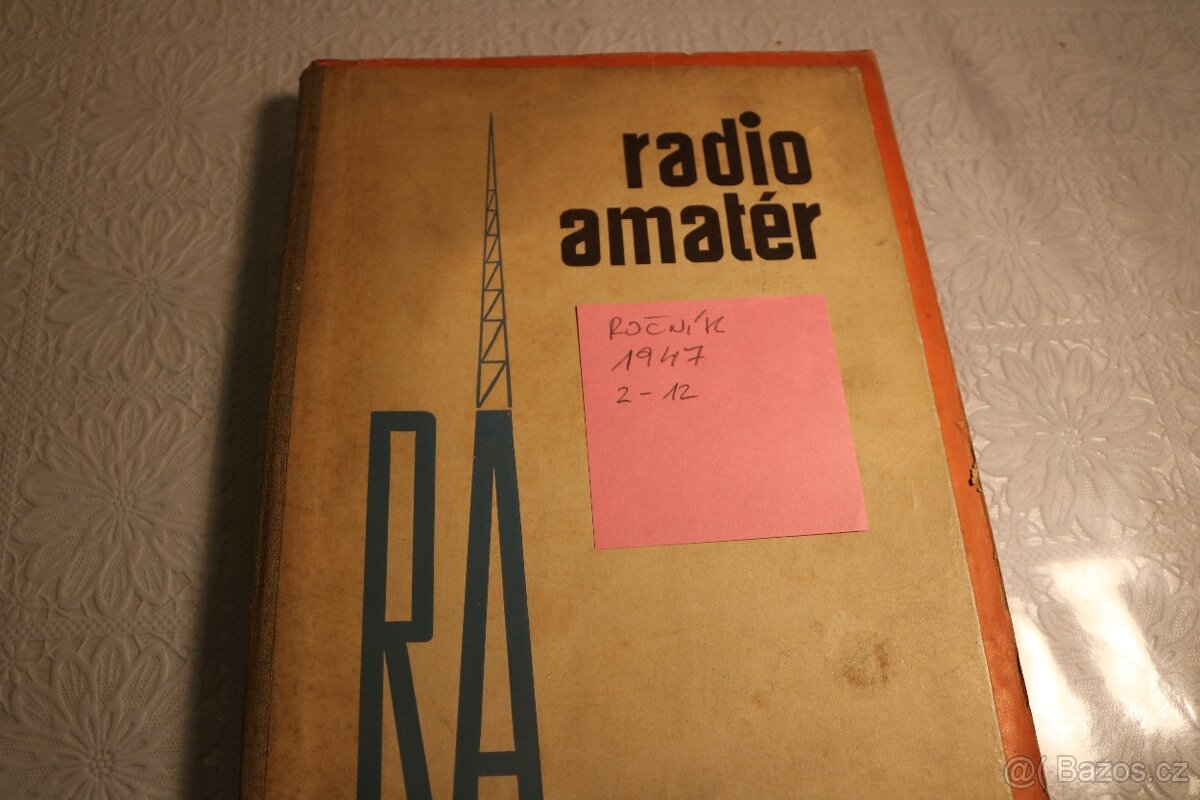 radio
amatér
ROČNÍK
1947
2-12
RA
@( Bazos.cz